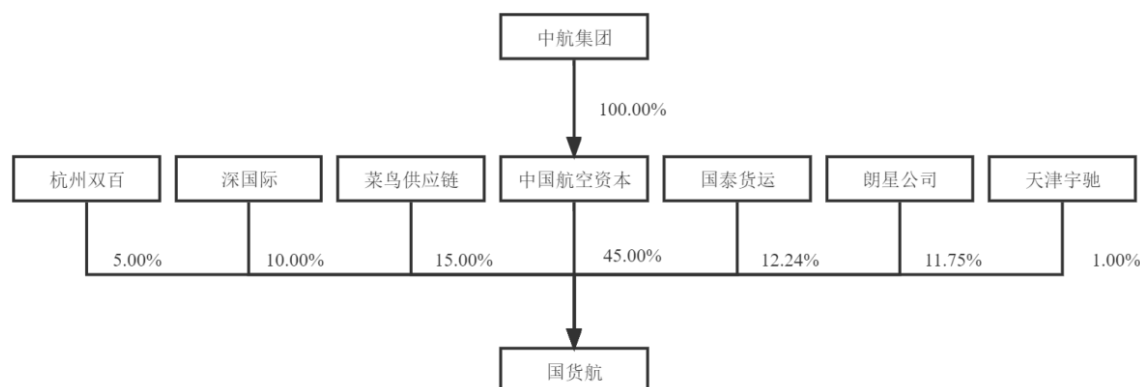 中航集团
100.00%
杭州双百
深国际
菜鸟供应链
中国航空资本
国泰货运
朗星公司
天津宇驰
5.00%
10.00%
15.00%
45.00%
12.24%
11.75%
1.00%
国货航